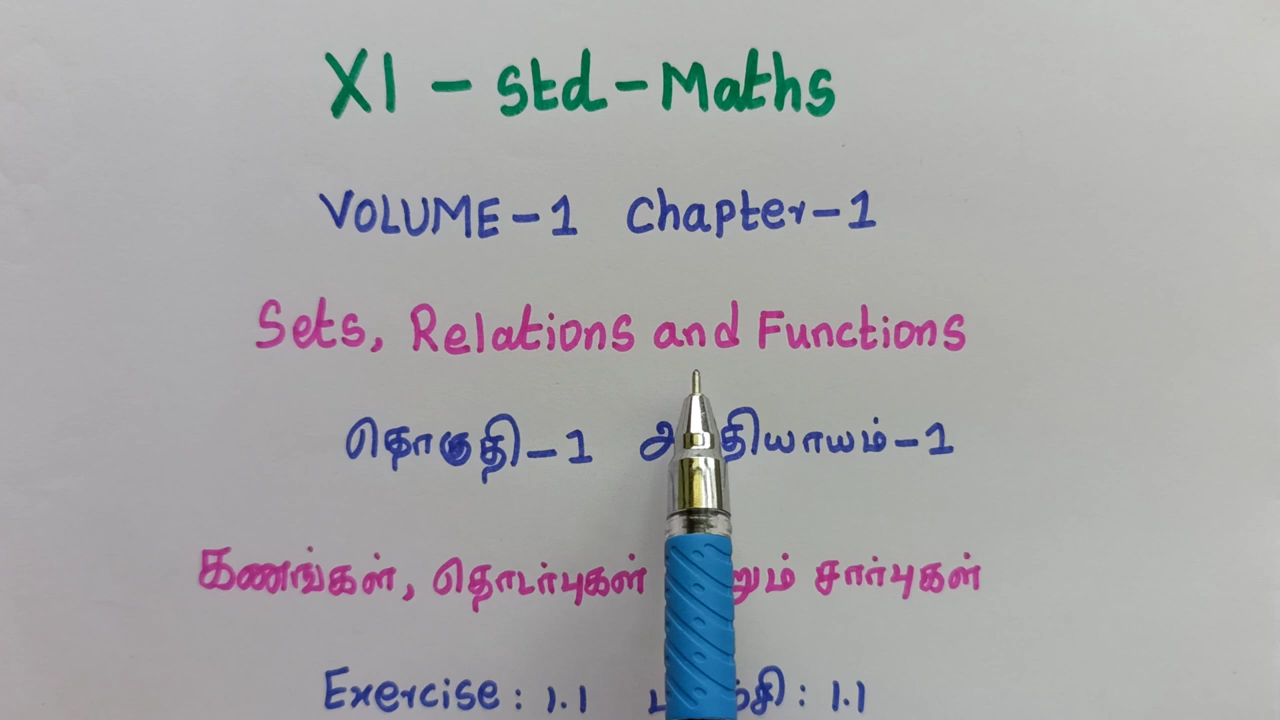 XI - std - Maths
VOLUME - 1 Chapter - 1
Sets, Relations and Functions
தொகுதி - 1 - 1
கணங்கள், தொடர்புகள் சார்புகள்
Exercise : 1.1 : 1.1